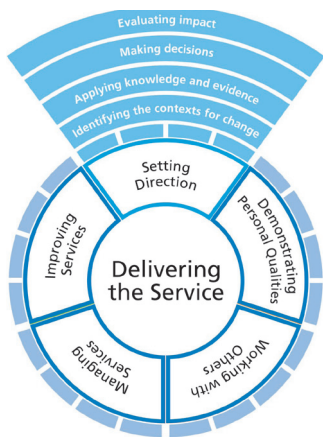 Evaluating impact
Making decisions
Applying knowledge and evidence
Identifying the contexts for change
Setting
Direction
Demonstrating
Personal Qualities
Working with
Others
Managing
Services
Improving
Services
Delivering
the Service